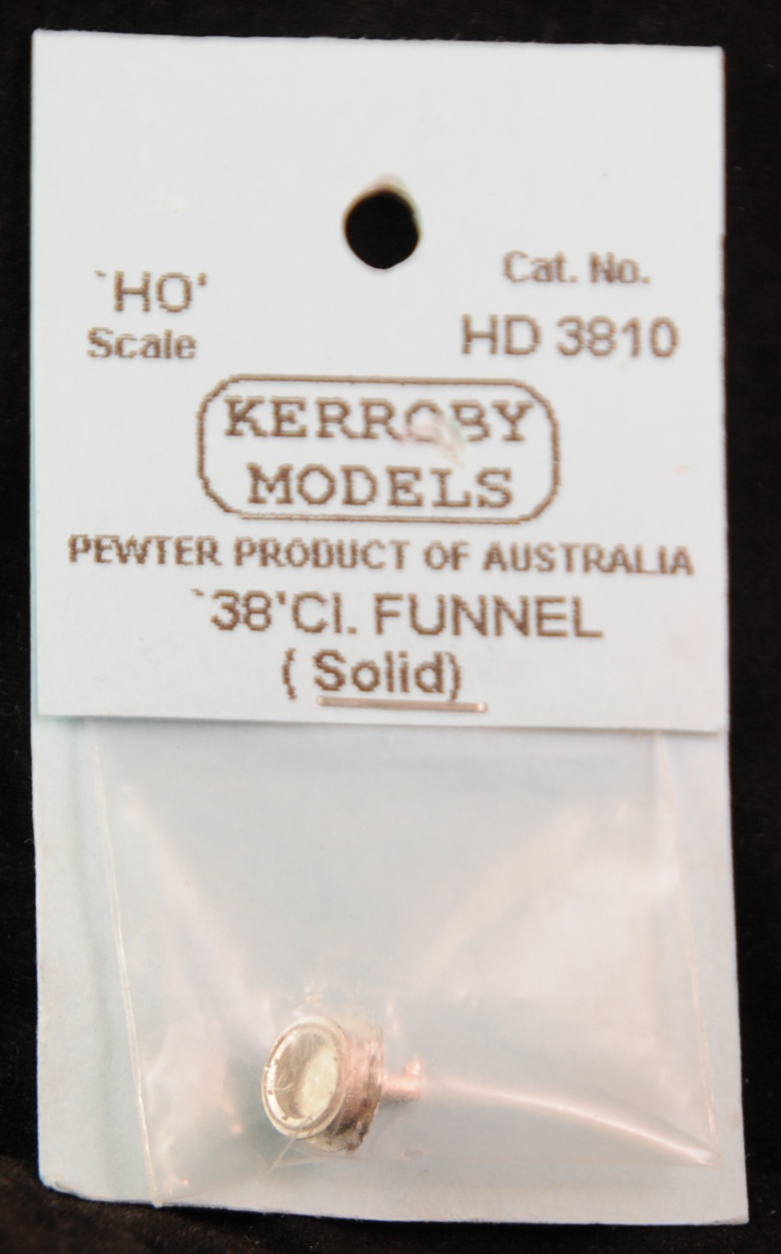 `HO' Scale
Cat. No.
HD 3810
KERROBY
MODELS
PEWTER PRODUCT OF AUSTRALIA
`38'Cl. FUNNEL
( Solid)